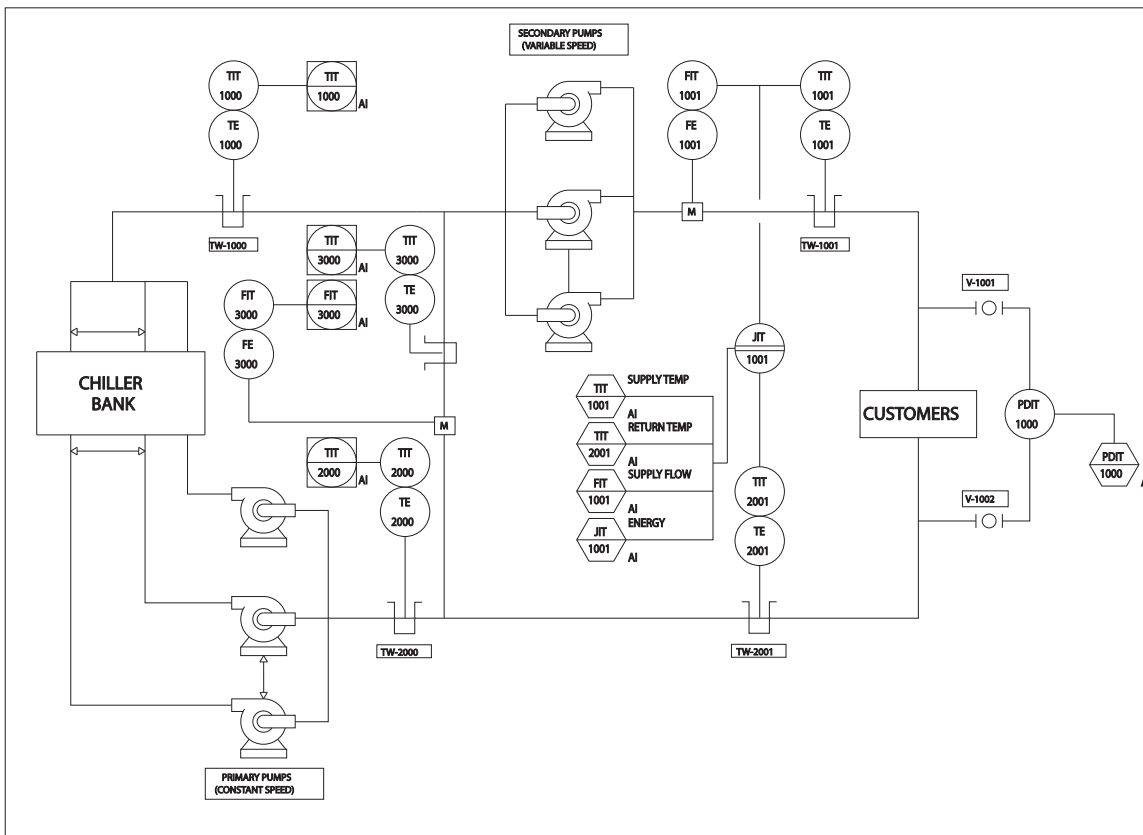 SECONDARY PUMPS
(VARIABLE SPEED)
TIT
1000
TIT
1000
AI
TE
1000
FIT
1001
TIT
1001
FE
1001
TE
1001
M
TW-1000
TW-1001
TIT
3000
AI
TIT
3000
FIT
3000
FIT
3000
AI
TE
3000
FE
3000
V-1001
CHILLER
BANK
JIT
1001
TIT
1001
SUPPLY TEMP
AI
TIT
2001
RETURN TEMP
AI
FIT
1001
SUPPLY FLOW
AI
JIT
1001
ENERGY
AI
CUSTOMERS
PDIT
1000
PDIT
1000
M
TIT
2000
AI
TIT
2000
TE
2000
TIT
2001
TE
2001
V-1002
TW-2000
TW-2001
PRIMARY PUMPS
(CONSTANT SPEED)